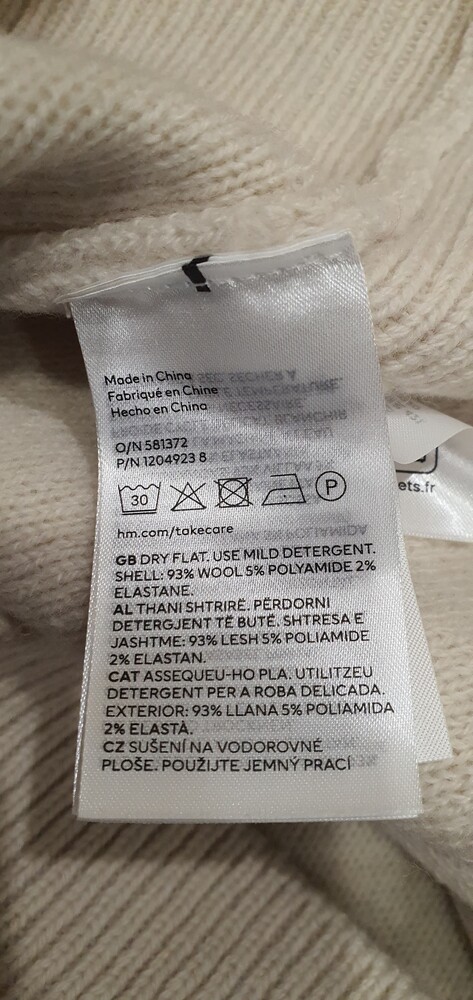 Made in China
Fabriqué en Chine
Hecho en China
O/N 581372
P/N 1204923 8
30
P
hm.com/takecare
ets.fr
GB DRY FLAT. USE MILD DETERGENT.
SHELL: 93% WOOL 5% POLYAMIDE 2%
ELASTANE.
AL THANI SHTRIRË. PËRDORNI
DETERGJENT TË BUTË. SHTRESA E
JASHTME: 93% LESH 5% POLIAMIDE
2% ELASTAN.
CAT ASSEQUEU-HO PLA. UTILITZEU
DETERGENT PER A ROBA DELICADA.
EXTERIOR: 93% LLANA 5% POLIAMIDA
2% ELASTÀ.
CZ SUŠENÍ NA VODOROVNÉ
PLOŠE. POUŽIJTE JEMNÝ PRACÍ